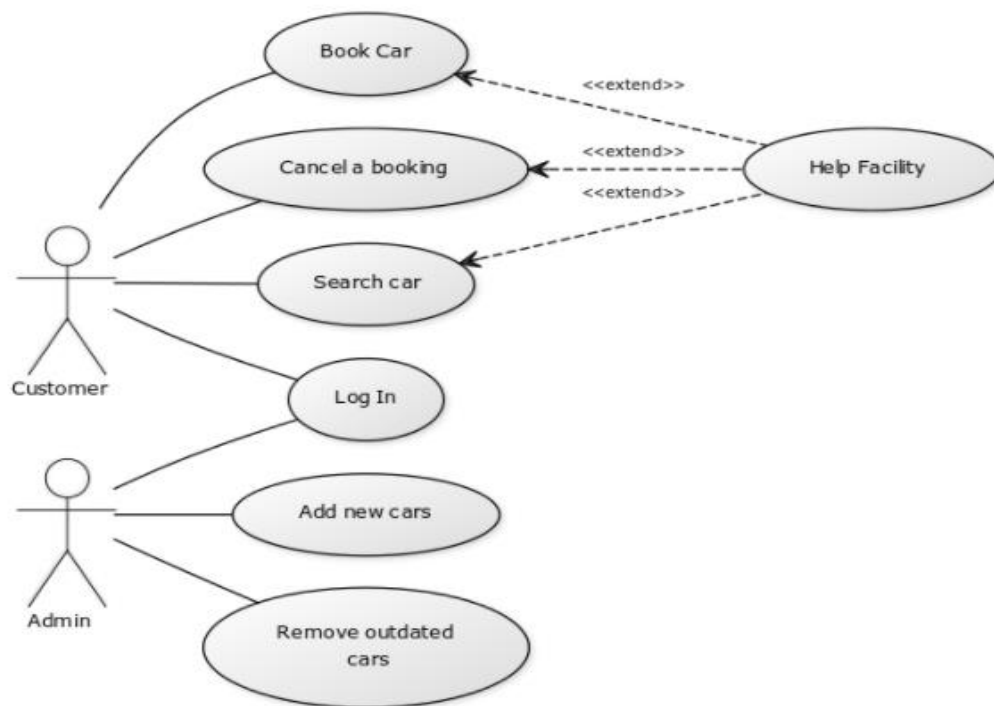 Book Car
<<extend>>
Cancel a booking
<<extend>>
Help Facility
<<extend>>
Search car
Customer
Log In
Add new cars
Admin
Remove outdated
cars